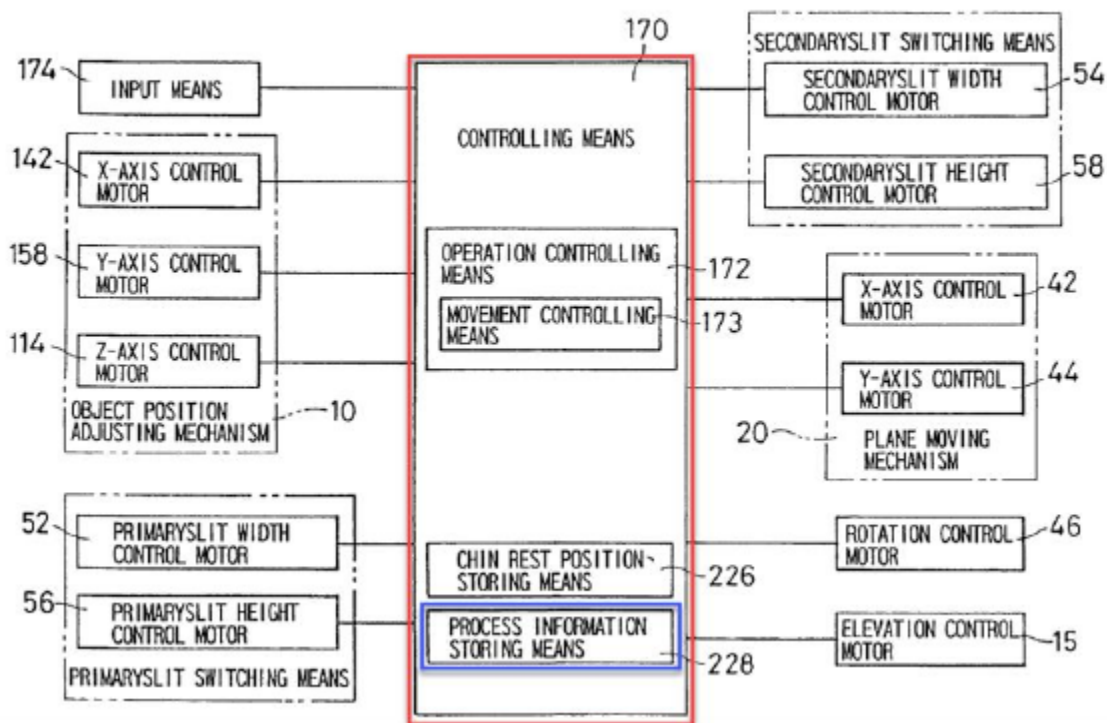 170
SECONDARYSLIT SWITCHING MEANS
174
INPUT MEANS
SECONDARYSLIT WIDTH
CONTROL MOTOR
54
CONTROLLING MEANS
142
X-AXIS CONTROL
MOTOR
SECONDARYSLIT HEIGHT
CONTROL MOTOR
58
158
Y-AXIS CONTROL
MOTOR
OPERATION CONTROLLING
MEANS
172
X-AXIS CONTROL
MOTOR
42
MOVEMENT CONTROLLING
MEANS
173
114
Z-AXIS CONTROL
MOTOR
Y-AXIS CONTROL
MOTOR
44
OBJECT POSITION
ADJUSTING MECHANISM
10
20
PLANE MOVING
MECHANISM
52
PRIMARYSLIT WIDTH
CONTROL MOTOR
CHIN REST POSITION
STORING MEANS
226
ROTATION CONTROL
MOTOR
46
56
PRIMARYSLIT HEIGHT
CONTROL MOTOR
PROCESS INFORMATION
STORING MEANS
228
ELEVATION CONTROL
MOTOR
15
PRIMARYSLIT SWITCHING MEANS